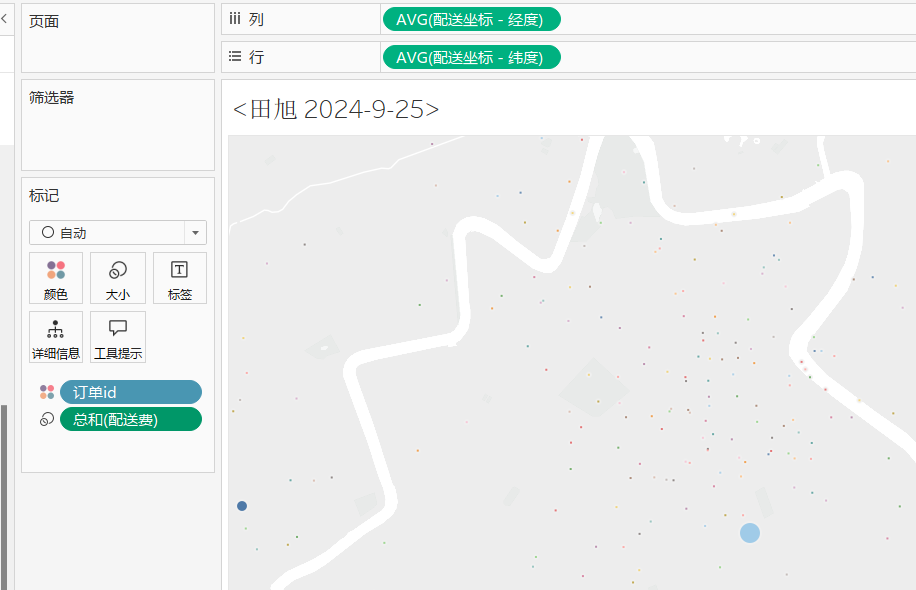 页面
筛选器
标记
自动
颜色
大小
标签
详细信息
工具提示
订单id
总和(配送费)
列
AVG(配送坐标 - 经度)
行
AVG(配送坐标 - 纬度)
<田旭 2024-9-25>